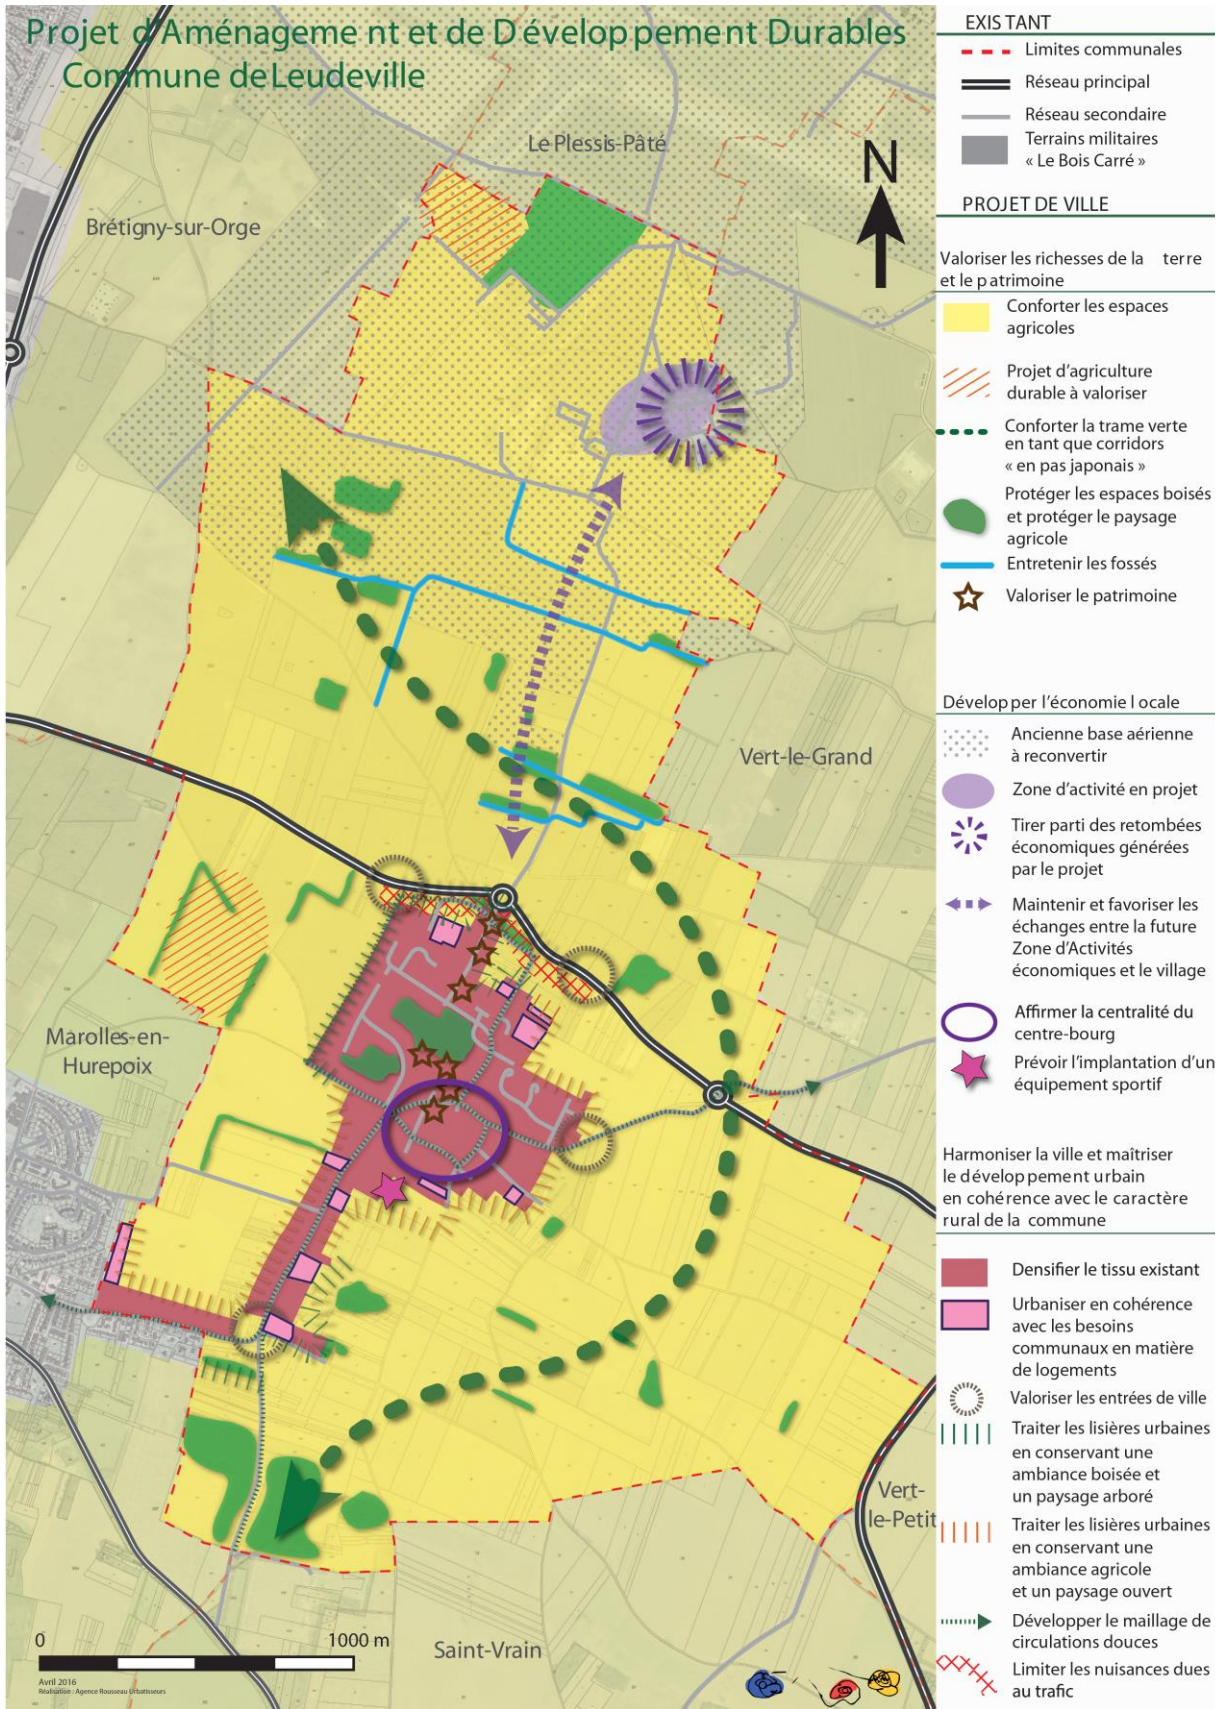 Projet d'Aménageme nt et de D évelop pement Durables
Commune de Leudeville
Le Plessis-Pâté
N
Brétigny-sur-Orge
Vert-le-Grand
Marolles-en-
Hurepoix
Vert-
le-Petit
Saint-Vrain
0
1000 m
Avril 2016
Réalisation : Agence Rousseau Urbatisseurs
EXIS TANT
Limites communales
Réseau principal
Réseau secondaire
Terrains militaires
« Le Bois Carré »
PROJET DE VILLE
Valoriser les richesses de la terre
et le p atrimoine
Conforter les espaces
agricoles
Projet d'agriculture
durable à valoriser
Conforter la trame verte
en tant que corridors
« en pas japonais »
Protéger les espaces boisés
et protéger le paysage
agricole
Entretenir les fossés
Valoriser le patrimoine
Dévelop per l'économie l ocale
Ancienne base aérienne
à reconvertir
Zone d'activité en projet
Tirer parti des retombées
économiques générées
par le projet
Maintenir et favoriser les
échanges entre la future
Zone d'Activités
économiques et le village
Affirmer la centralité du
centre-bourg
Prévoir l'implantation d'un
équipement sportif
Harmoniser la ville et maîtriser
le développement urbain
en cohérence avec le caractère
rural de la commune
Densifier le tissu existant
Urbaniser en cohérence
avec les besoins
communaux en matière
de logements
Valoriser les entrées de ville
Traiter les lisières urbaines
en conservant une
ambiance boisée et
un paysage arboré
Traiter les lisières urbaines
en conservant une
ambiance agricole
et un paysage ouvert
Développer le maillage de
circulations douces
Limiter les nuisances dues
au trafic